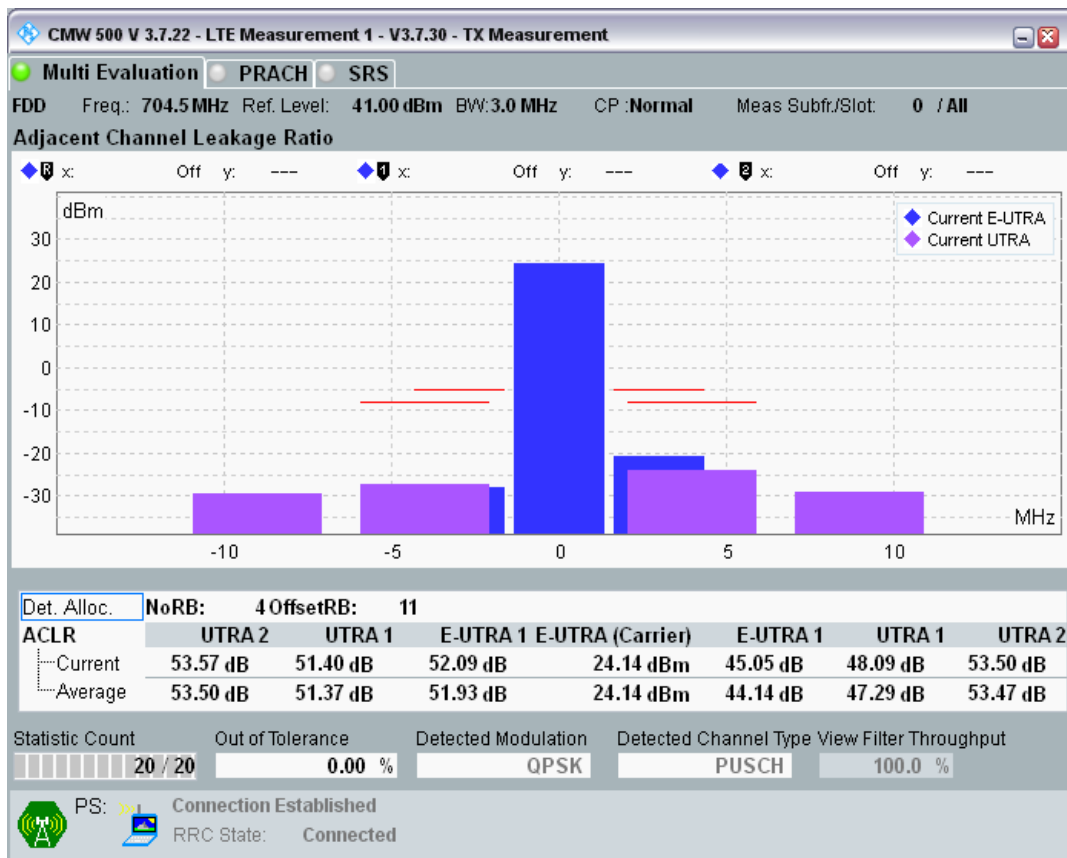 CMW 500 V 3.7.22 - LTE Measurement 1 - V3.7.30 - TX Measurement
Multi Evaluation PRACH SRS
FDD Freq.: 704.5 MHz Ref. Level: 41.00 dBm BW:3.0 MHz CP :Normal Meas Subfr./Slot: 0 / All
Adjacent Channel Leakage Ratio
R x: Off y: --- 1 x: Off y: --- 2 x: Off y: ---
dBm
Current E-UTRA
Current UTRA
30
20
10
0
-10
-20
-30
MHz
-10 -5 0 5 10
Det. Alloc. NoRB: 4 OffsetRB: 11
ACLR UTRA 2 UTRA 1 E-UTRA 1 E-UTRA (Carrier) E-UTRA 1 UTRA 1 UTRA 2
Current 53.57 dB 51.40 dB 52.09 dB 24.14 dBm 45.05 dB 48.09 dB 53.50 dB
Average 53.50 dB 51.37 dB 51.93 dB 24.14 dBm 44.14 dB 47.29 dB 53.47 dB
Statistic Count Out of Tolerance Detected Modulation Detected Channel Type View Filter Throughput
20 / 20 0.00 % QPSK PUSCH 100.0 %
PS: Connection Established
RRC State: Connected